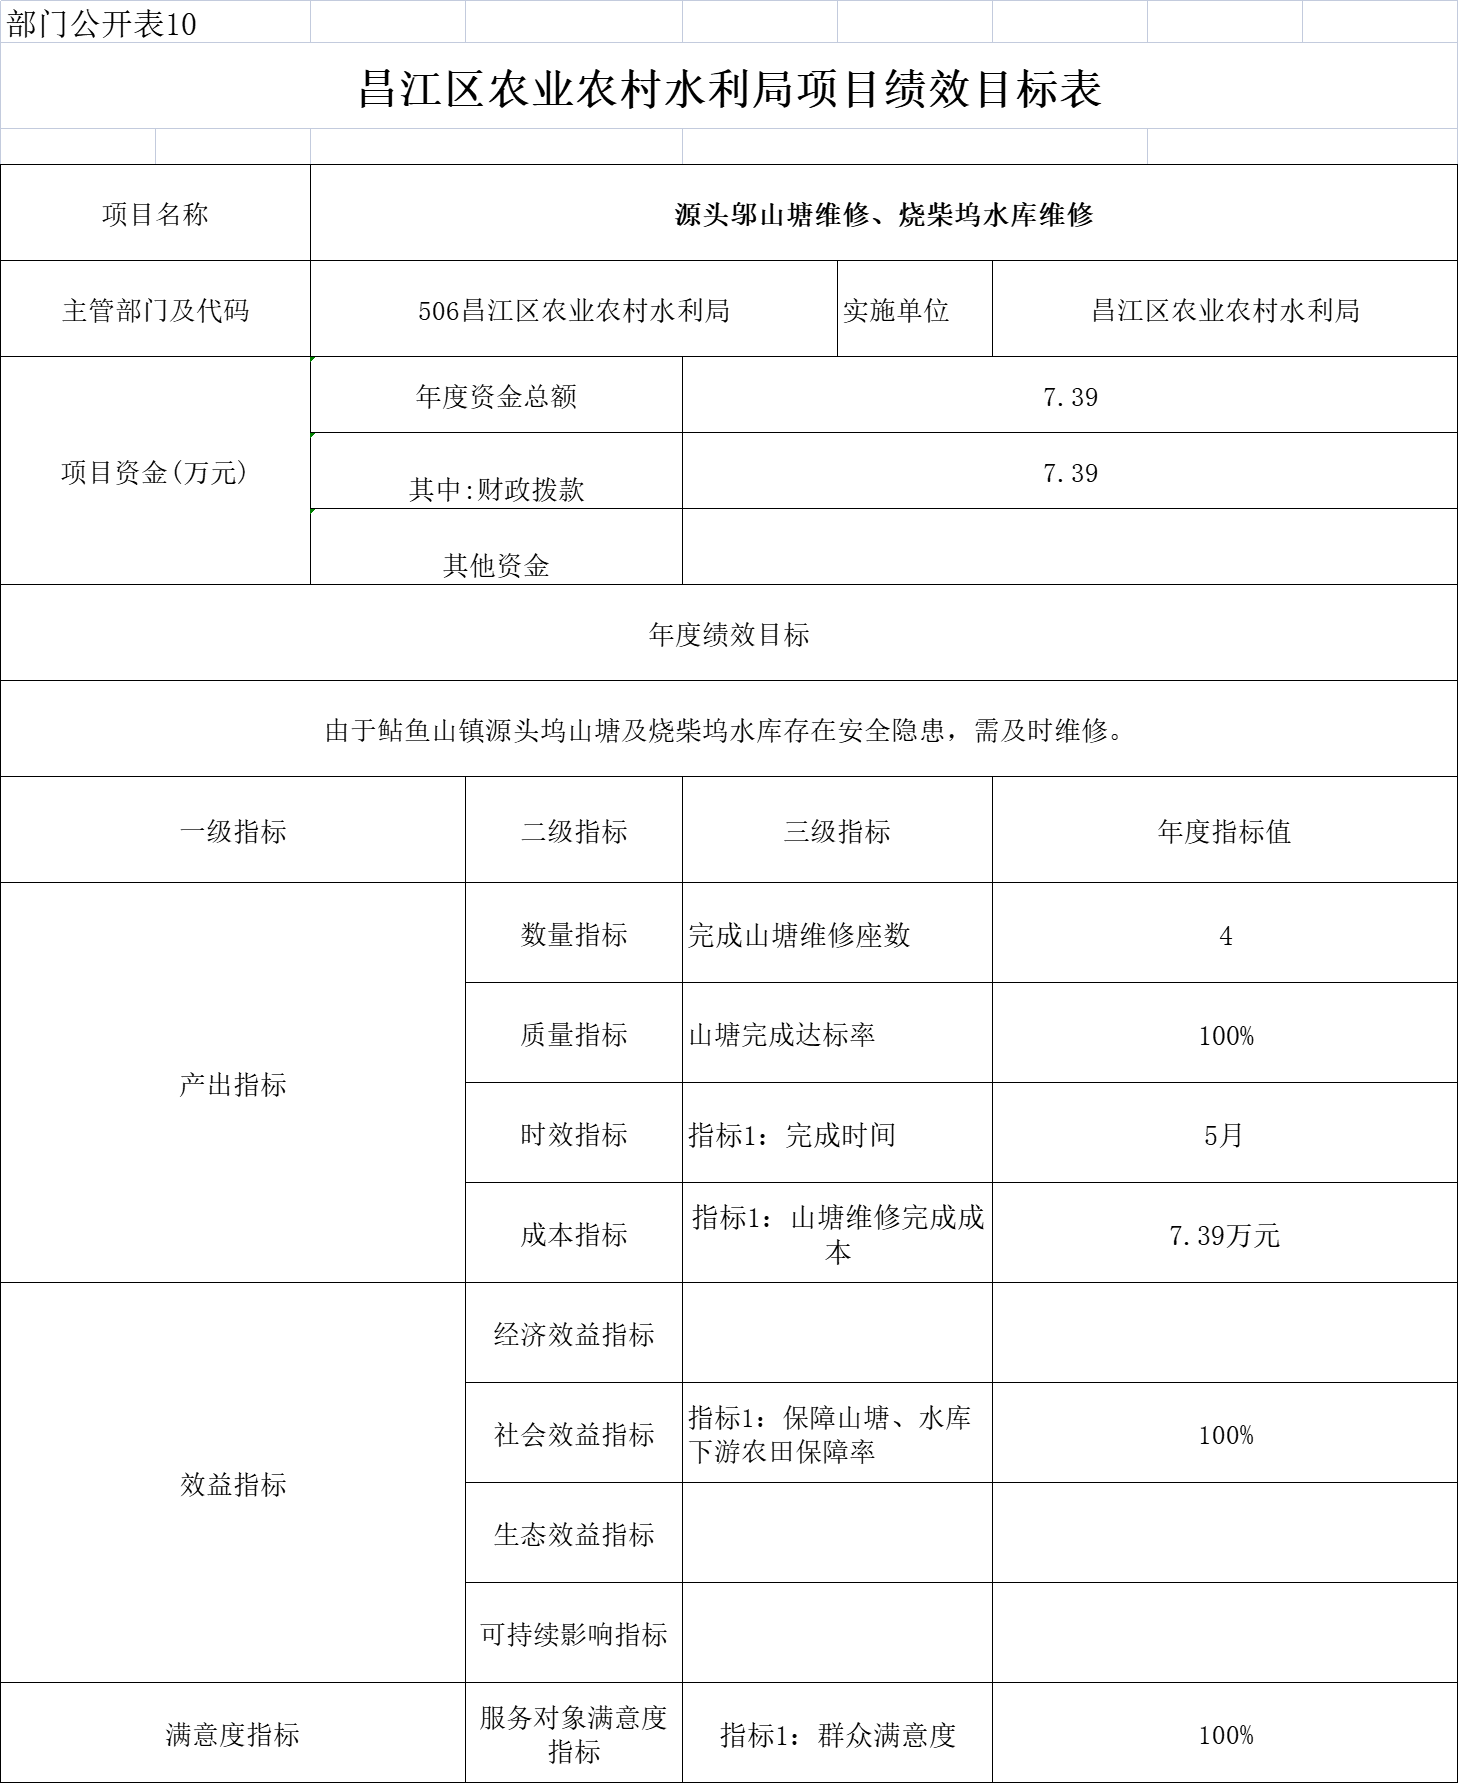 部门公开表10
昌江区农业农村水利局项目绩效目标表
项目名称
源头邬山塘维修、烧柴坞水库维修
主管部门及代码
506昌江区农业农村水利局
实施单位
昌江区农业农村水利局
项目资金(万元)
年度资金总额
7.39
其中:财政拨款
7.39
其他资金
年度绩效目标
由于鲇鱼山镇源头坞山塘及烧柴坞水库存在安全隐患，需及时维修。
一级指标
二级指标
三级指标
年度指标值
产出指标
数量指标
完成山塘维修座数
4
质量指标
山塘完成达标率
100%
时效指标
指标1：完成时间
5月
成本指标
指标1：山塘维修完成成
本
7.39万元
效益指标
经济效益指标
社会效益指标
指标1：保障山塘、水库
下游农田保障率
100%
生态效益指标
可持续影响指标
满意度指标
服务对象满意度
指标
指标1：群众满意度
100%